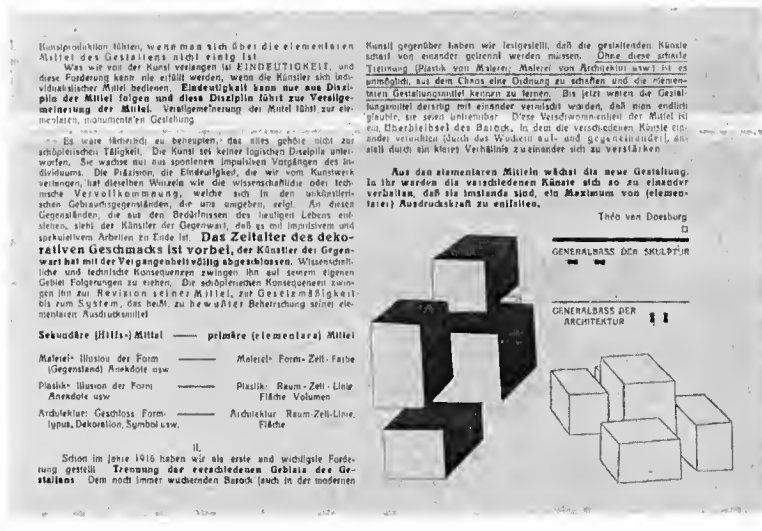 Kunstproduktion führen, wenn man sich über die elementaren
Mittel des Gestaltens nicht einig ist
Was wir von der Kunst verlangen ist EINDEUTIGKEIT, und
diese Forderung kann nie erfüllt werden, wenn die Künstler sich indi-
vidualistischer Mittel bedienen. Eindeutigkeit kann nur aus Diszi-
plin der Mittel folgen und diese Disziplin führt zur Verallge-
meinerung der Mittel. Verallgemeinerung der Mittel führt zur ele-
mentaren, monumentalen Gestaltung
Es wäre lächerlich zu behaupten, daß alles gehöre nicht zur
schöpferischen Tätigkeit. Die Kunst sei keiner logischen Disciplin unter-
worfen. Sie wachse nur aus spontanen impulsiven Vorgängen des In-
dividuums. Die Präzision, die Eindeutigkeit, die wir vom Kunstwerk
verlangen, hat dieselben Wurzeln wie die wissenschaftliche oder tech-
nische Vervollkommnung, welche sich in den unkünstleri-
schen Gebrauchsgegenständen, die uns umgeben, zeigt. An diesen
Gegenständen, die aus den Bedürfnissen des heutigen Lebens ent-
stehen, sieht der Künstler der Gegenwart, daß es mit impulsivem und
spekulativem Arbeiten zu Ende ist. Das Zeitalter des deko-
rativen Geschmacks ist vorbei, der Künstler der Gegen-
wart hat mit der Vergangenheit völlig abgeschlossen. Wissenschaft-
liche und technische Konsequenzen zwingen ihn auf seinem eigenen
Gebiet Folgerungen zu ziehen. Die schöpferischen Konsequenzen zwin-
gen ihn zur Revision seiner Mittel, zur Gesetzmäßigkeit
bis zum System, das heißt, zu bewußter Beherrschung seiner ele-
mentaren Ausdrucksmittel
Sekundäre (Hilfs-) Mittel — primäre (elementare) Mittel
Malerei: Illusion der Form — Malerei: Form-Zeit-Farbe
(Gegenstand) Anekdote usw
Plastik: Illusion der Form — Plastik: Raum-Zeit-Linie
Anekdote usw — Fläche Volumen
Architektur: Geschloss Form- — Architektur Raum-Zeit-Linie,
typus, Dekoration, Symbol usw. — Fläche
II.
Schon im Jahre 1916 haben wir als erste und wichtigste Forde-
rung gestellt Trennung der verschiedenen Gebiete des Ge-
staltens Dem noch immer wuchernden Barock (auch in der modernen
Kunst) gegenüber haben wir festgestellt, daß die gestaltenden Künste
scharf von einander getrennt werden müssen. Ohne diese scharfe
Trennung (Plastik von Malerei; Malerei von Architektur usw) ist es
unmöglich, aus dem Chaos eine Ordnung zu schaffen und die elemen-
taren Gestaltungsmittel kennen zu lernen. Bis jetzt waren die Gestal-
tungsmittel derartig mit einander vermischt worden, daß man endlich
glaubte, sie seien untrennbar Diese Verschwommenheit der Mittel ist
ein Überbleibsel des Barock, in dem die verschiedenen Künste ein-
ander vernichten (durch das Wuchern auf- und gegeneinander), an-
statt durch ein klares Verhältnis zueinander sich zu verstärken
Aus den elementaren Mitteln wächst die neue Gestaltung.
In ihr werden die verschiedenen Künste sich so zu einander
verhalten, daß sie imstande sind, ein Maximum von (elemen-
tarer) Ausdruckskraft zu entfalten.
Théo van Doesburg
GENERALBASS DER SKULPTUR
GENERALBASS DER
ARCHITEKTUR